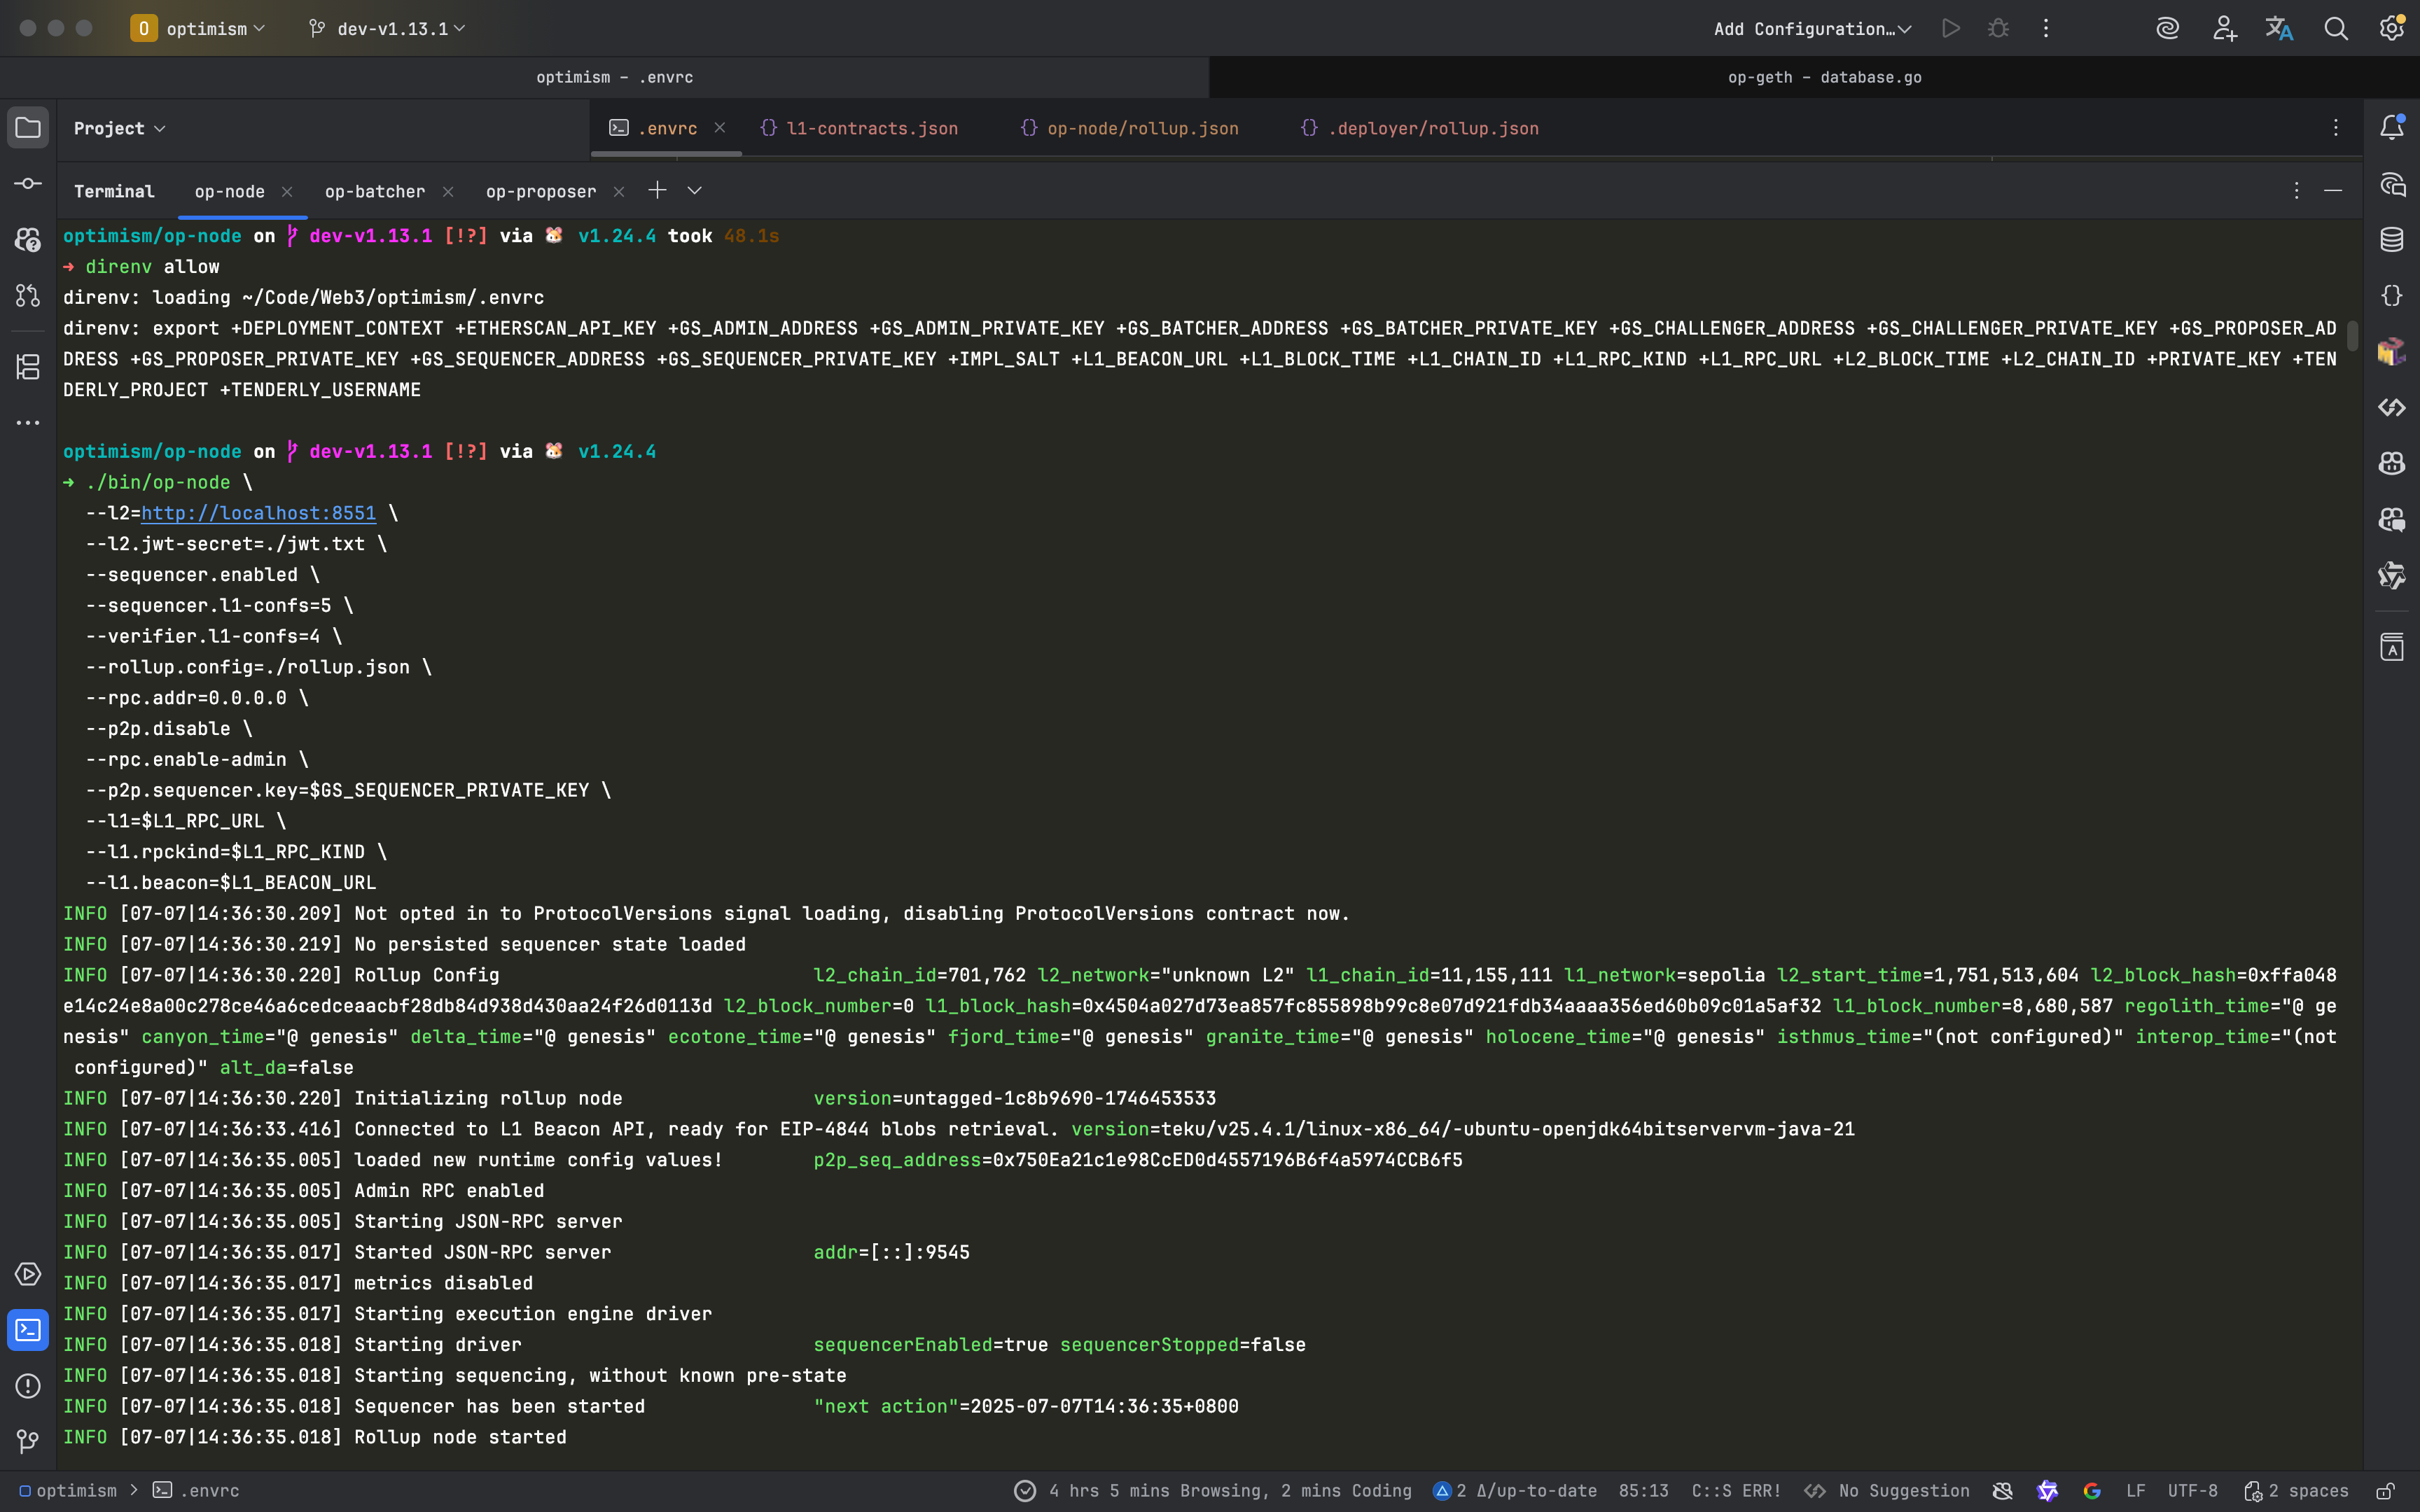 O optimism dev-v1.13.1 Add Configuration…
optimism – .envrc op-geth – database.go
Project .envrc l1-contracts.json op-node/rollup.json .deployer/rollup.json
Terminal op-node op-batcher op-proposer
optimism/op-node on dev-v1.13.1 [!?] via 🐹 v1.24.4 took 48.1s
→ direnv allow
direnv: loading ~/Code/Web3/optimism/.envrc
direnv: export +DEPLOYMENT_CONTEXT +ETHERSCAN_API_KEY +GS_ADMIN_ADDRESS +GS_ADMIN_PRIVATE_KEY +GS_BATCHER_ADDRESS +GS_BATCHER_PRIVATE_KEY +GS_CHALLENGER_ADDRESS +GS_CHALLENGER_PRIVATE_KEY +GS_PROPOSER_AD
DRESS +GS_PROPOSER_PRIVATE_KEY +GS_SEQUENCER_ADDRESS +GS_SEQUENCER_PRIVATE_KEY +IMPL_SALT +L1_BEACON_URL +L1_BLOCK_TIME +L1_CHAIN_ID +L1_RPC_KIND +L1_RPC_URL +L2_BLOCK_TIME +L2_CHAIN_ID +PRIVATE_KEY +TEN
DERLY_PROJECT +TENDERLY_USERNAME
optimism/op-node on dev-v1.13.1 [!?] via 🐹 v1.24.4
→ ./bin/op-node \
--l2=http://localhost:8551 \
--l2.jwt-secret=./jwt.txt \
--sequencer.enabled \
--sequencer.l1-confs=5 \
--verifier.l1-confs=4 \
--rollup.config=./rollup.json \
--rpc.addr=0.0.0.0 \
--p2p.disable \
--rpc.enable-admin \
--p2p.sequencer.key=$GS_SEQUENCER_PRIVATE_KEY \
--l1=$L1_RPC_URL \
--l1.rpckind=$L1_RPC_KIND \
--l1.beacon=$L1_BEACON_URL
INFO [07-07|14:36:30.209] Not opted in to ProtocolVersions signal loading, disabling ProtocolVersions contract now.
INFO [07-07|14:36:30.219] No persisted sequencer state loaded
INFO [07-07|14:36:30.220] Rollup Config l2_chain_id=701,762 l2_network="unknown L2" l1_chain_id=11,155,111 l1_network=sepolia l2_start_time=1,751,513,604 l2_block_hash=0xffa048
e14c24e8a00c278ce46a6cedceaacbf28db84d938d430aa24f26d0113d l2_block_number=0 l1_block_hash=0x4504a027d73ea857fc855898b99c8e07d921fdb34aaaa356ed60b09c01a5af32 l1_block_number=8,680,587 regolith_time="@ ge
nesis" canyon_time="@ genesis" delta_time="@ genesis" ecotone_time="@ genesis" fjord_time="@ genesis" granite_time="@ genesis" holocene_time="@ genesis" isthmus_time="(not configured)" interop_time="(not
configured)" alt_da=false
INFO [07-07|14:36:30.220] Initializing rollup node version=untagged-1c8b9690-1746453533
INFO [07-07|14:36:33.416] Connected to L1 Beacon API, ready for EIP-4844 blobs retrieval. version=teku/v25.4.1/linux-x86_64/-ubuntu-openjdk64bitservervm-java-21
INFO [07-07|14:36:35.005] loaded new runtime config values! p2p_seq_address=0x750Ea21c1e98CcED0d4557196B6f4a5974CCB6f5
INFO [07-07|14:36:35.005] Admin RPC enabled
INFO [07-07|14:36:35.005] Starting JSON-RPC server
INFO [07-07|14:36:35.017] Started JSON-RPC server addr=[::]:9545
INFO [07-07|14:36:35.017] metrics disabled
INFO [07-07|14:36:35.017] Starting execution engine driver
INFO [07-07|14:36:35.018] Starting driver sequencerEnabled=true sequencerStopped=false
INFO [07-07|14:36:35.018] Starting sequencing, without known pre-state
INFO [07-07|14:36:35.018] Sequencer has been started "next action"=2025-07-07T14:36:35+0800
INFO [07-07|14:36:35.018] Rollup node started
optimism > .envrc 4 hrs 5 mins Browsing, 2 mins Coding 2 Δ/up-to-date 85:13 C::S ERR! No Suggestion LF UTF-8 2 spaces